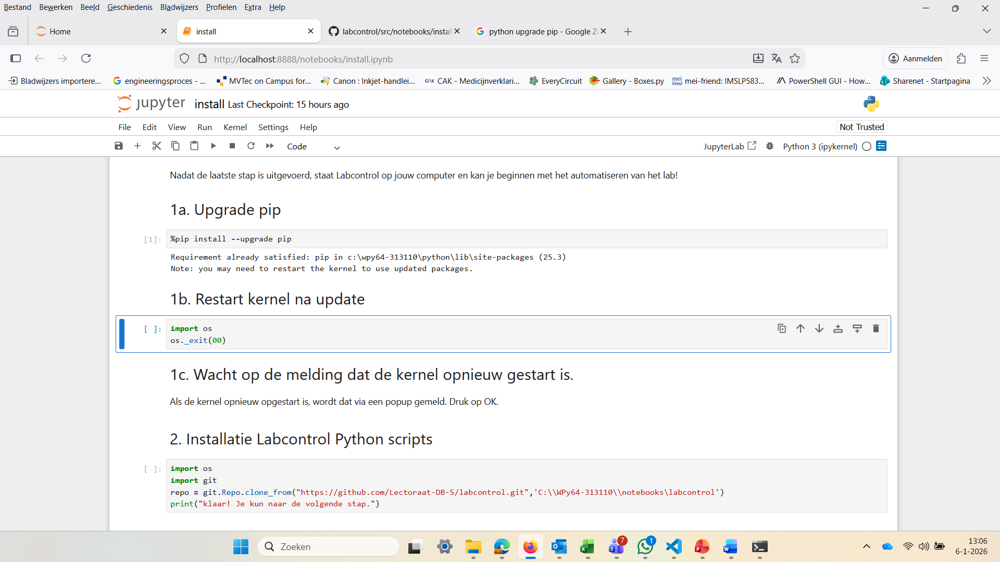 Bestand Bewerken Beeld Geschiedenis Bladwijzers Profielen Extra Help
Home
install
labcontrol/src/notebooks/instal
python upgrade pip - Google Z
http://localhost:8888/notebooks/install.ipynb
Aanmelden
Bladwijzers importere...
engineeringsproces - ...
MVTec on Campus for...
Canon : Inkjet-handlei...
CAK - Medicijnverklari...
EveryCircuit
Gallery - Boxes.py
mei-friend: IMSLP583...
PowerShell GUI - How...
Sharenet - Startpagina
jupyter install Last Checkpoint: 15 hours ago
File Edit View Run Kernel Settings Help
Not Trusted
Code
JupyterLab
Python 3 (ipykernel)
Nadat de laatste stap is uitgevoerd, staat Labcontrol op jouw computer en kan je beginnen met het automatiseren van het lab!
1a. Upgrade pip
[1]: %pip install --upgrade pip
Requirement already satisfied: pip in c:\wpy64-313110\python\lib\site-packages (25.3)
Note: you may need to restart the kernel to use updated packages.
1b. Restart kernel na update
[ ]: import os
os._exit(00)
1c. Wacht op de melding dat de kernel opnieuw gestart is.
Als de kernel opnieuw opgestart is, wordt dat via een popup gemeld. Druk op OK.
2. Installatie Labcontrol Python scripts
[ ]: import os
import git
repo = git.Repo.clone_from("https://github.com/Lectoraat-DB-S/labcontrol.git",'C:\\WPy64-313110\\notebooks\labcontrol')
print("klaar! Je kun naar de volgende stap.")
Zoeken
7
1
13:06
6-1-2026